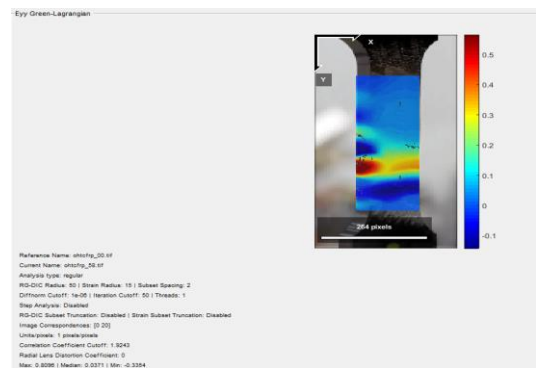 Eyy Green-Lagrangian
X
Y
0.5
0.4
0.3
0.2
0.1
0
-0.1
264 pixels
Reference Name: ohtcfrp_00.tif
Current Name: ohtcfrp_58.tif
Analysis type: regular
RG-DIC Radius: 50 | Strain Radius: 15 | Subset Spacing: 2
Diffnorm Cutoff: 1e-06 | Iteration Cutoff: 50 | Threads: 1
Step Analysis: Disabled
RG-DIC Subset Truncation: Disabled | Strain Subset Truncation: Disabled
Image Correspondences: [0 20]
Units/pixels: 1 pixels/pixels
Correlation Coefficient Cutoff: 1.9243
Radial Lens Distortion Coefficient: 0
Max: 0.8096 | Median: 0.0371 | Min: -0.3354